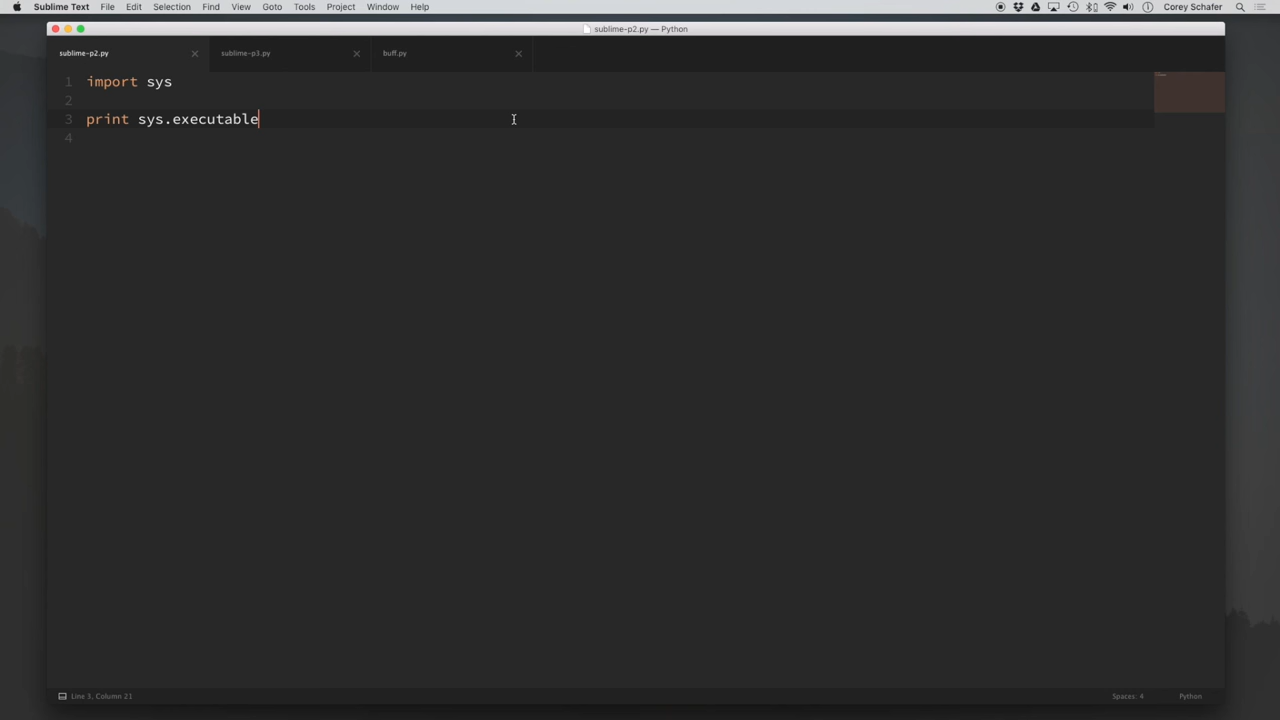 Sublime Text File Edit Selection Find View Goto Tools Project Window Help Corey Schafer
sublime-p2.py — Python
sublime-p2.py sublime-p3.py buff.py
1 import sys
2
3 print sys.executable
4
Line 3, Column 21 Spaces: 4 Python